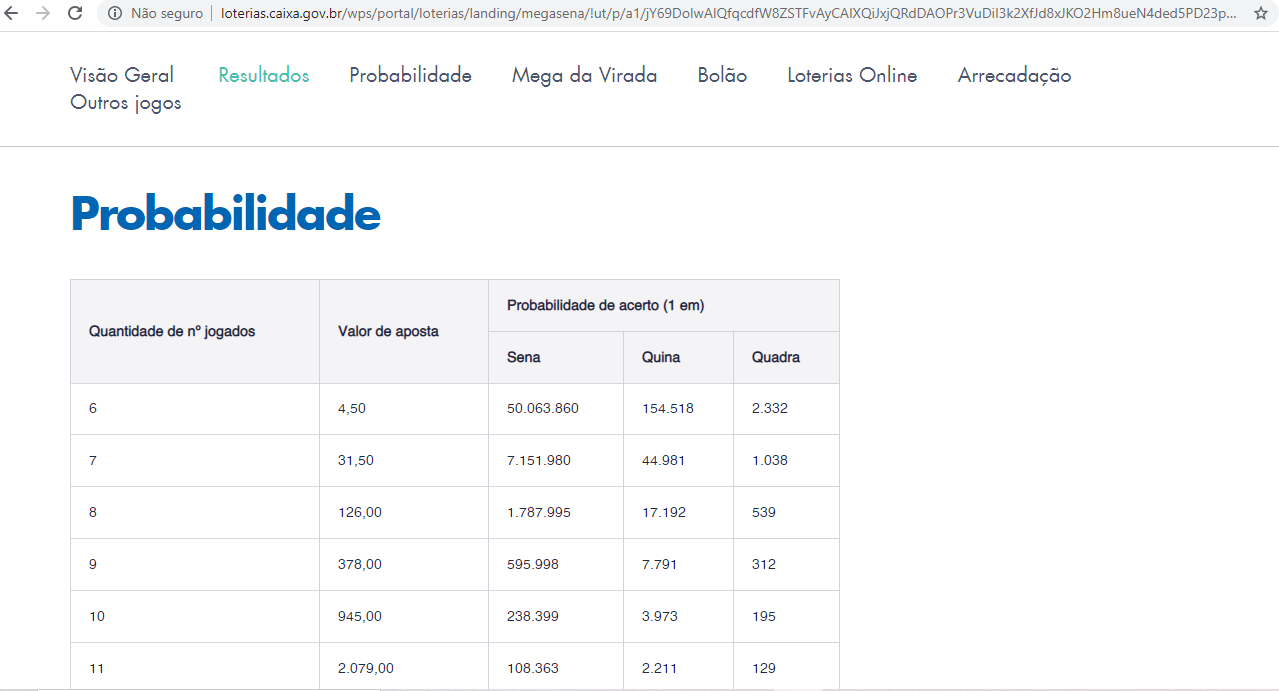 Não seguro | loterias.caixa.gov.br/wps/portal/loterias/landing/megasena/!ut/p/a1/jY69DolwAIQfqcdfW8ZSTFvAyCAIXQiJxjQRdDAOPr3VuDiI3k2XfJd8xJKO2Hm8ueN4ded5PD23p...
Visão Geral Resultados Probabilidade Mega da Virada Bolão Loterias Online Arrecadação
Outros jogos
Probabilidade
Quantidade de nº jogados Valor de aposta Probabilidade de acerto (1 em)
Sena Quina Quadra
6 4,50 50.063.860 154.518 2.332
7 31,50 7.151.980 44.981 1.038
8 126,00 1.787.995 17.192 539
9 378,00 595.998 7.791 312
10 945,00 238.399 3.973 195
11 2.079,00 108.363 2.211 129